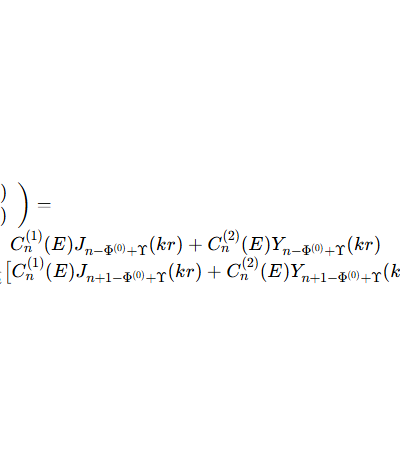 ) ) =
C_n^{(1)}(E)J_{n-Φ^{(0)}+Υ}(kr) + C_n^{(2)}(E)Y_{n-Φ^{(0)}+Υ}(kr)
[C_n^{(1)}(E)J_{n+1-Φ^{(0)}+Υ}(kr) + C_n^{(2)}(E)Y_{n+1-Φ^{(0)}+Υ}(k